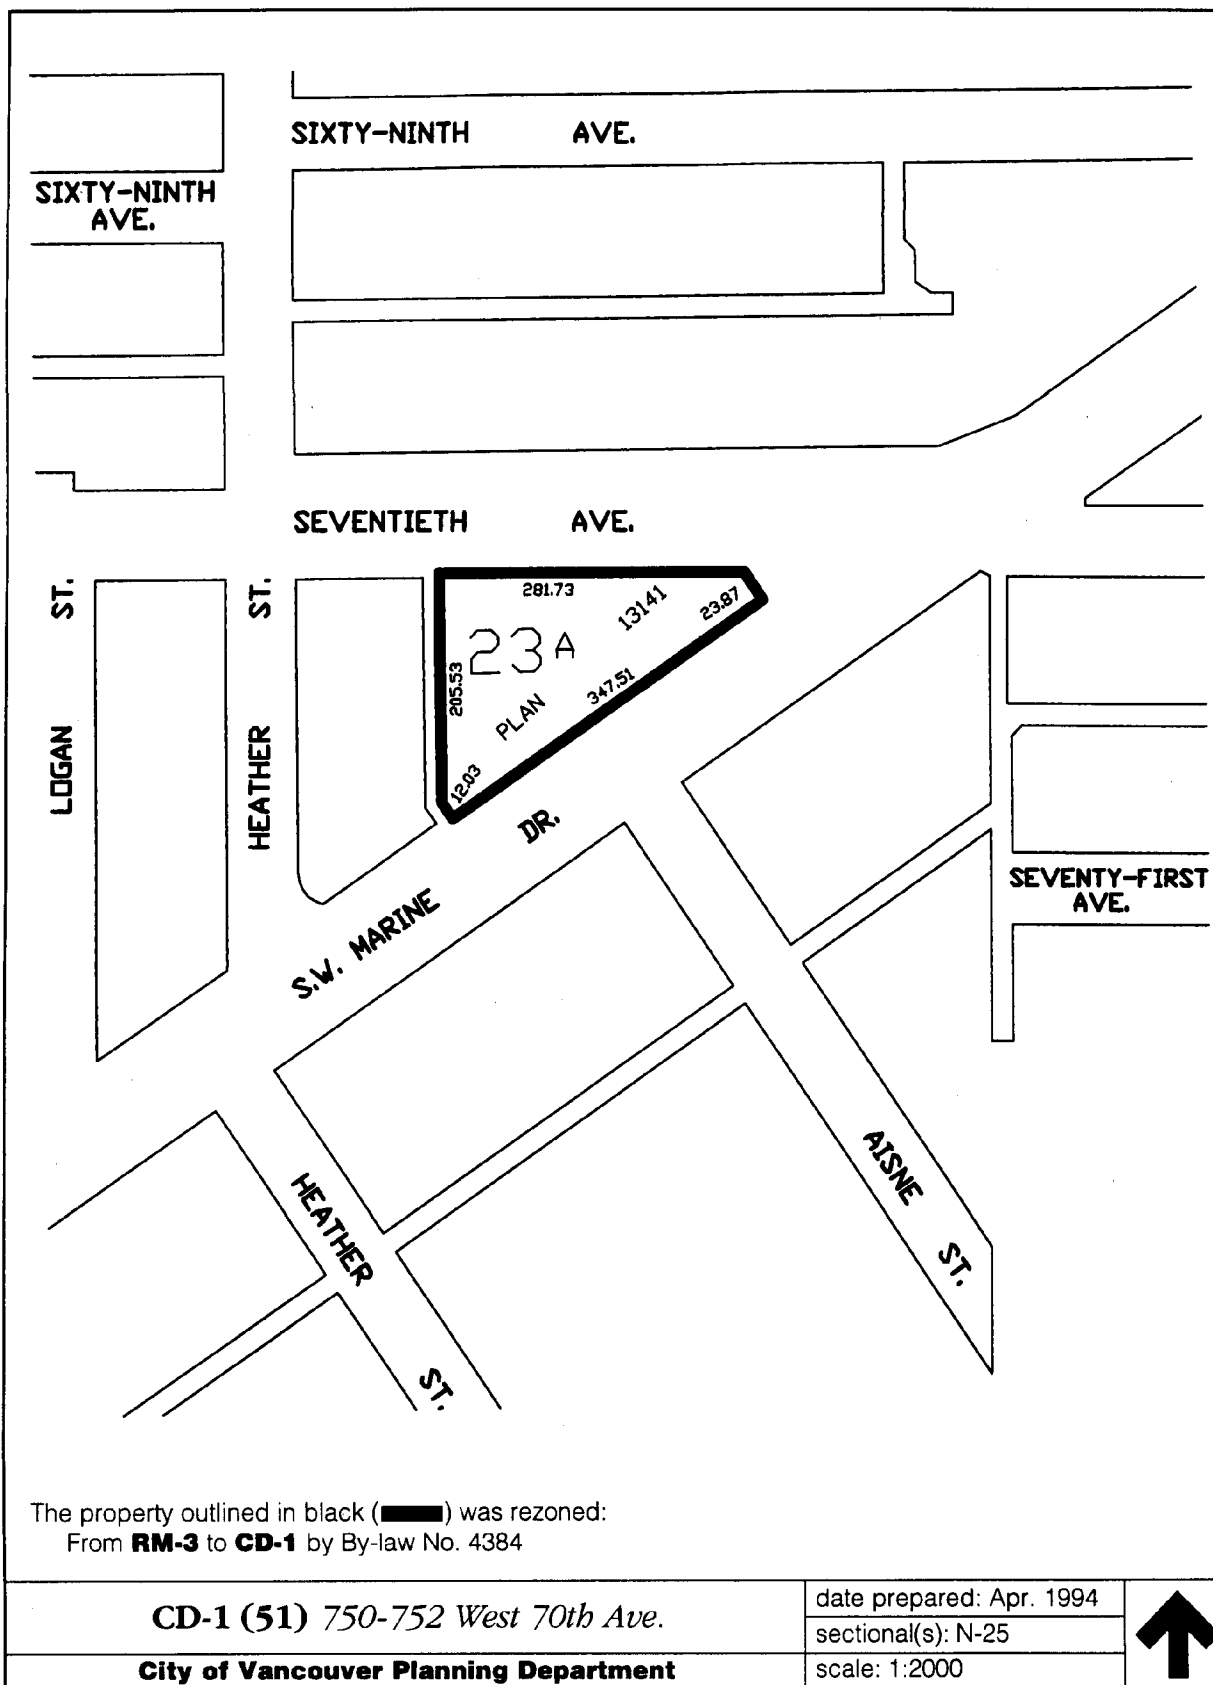 SIXTY-NINTH AVE.
SIXTY-NINTH
AVE.
SEVENTIETH AVE.
LOGAN ST.
HEATHER ST.
281.73
13141
23.87
23 A
205.53
347.51
PLAN
12.03
DR.
S.W. MARINE
SEVENTY-FIRST
AVE.
HEATHER ST.
AISNE ST.
The property outlined in black ( ) was rezoned:
From RM-3 to CD-1 by By-law No. 4384
CD-1 (51) 750-752 West 70th Ave.
City of Vancouver Planning Department
date prepared: Apr. 1994
sectional(s): N-25
scale: 1:2000